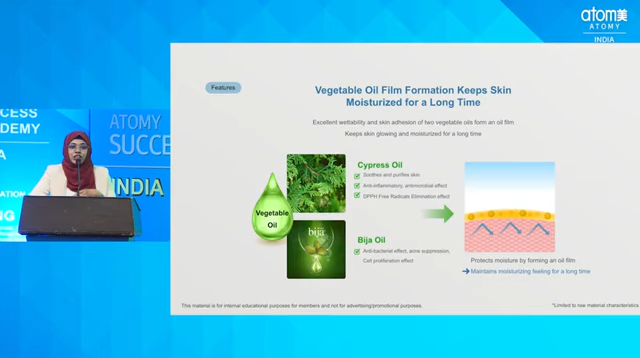 atom美
ATOMY
INDIA
Features
Vegetable Oil Film Formation Keeps Skin
Moisturized for a Long Time
Excellent wettability and skin adhesion of two vegetable oils form an oil film
Keeps skin glowing and moisturized for a long time
CESS
DEMY
A
ATION
NG
ATOMY
SUCCE
INDIA
Vegetable
Oil
Cypress Oil
Soothes and purifies skin
Anti-inflammatory, antimicrobial effect
DPPH Free Radicals Elimination effect
bija
Bija Oil
Anti-bacterial effect, acne suppression,
Cell proliferation effect
Protects moisture by forming an oil film
Maintains moisturizing feeling for a long time
This material is for internal educational purposes for members and not for advertising/promotional purposes.
*Limited to raw material characteristics